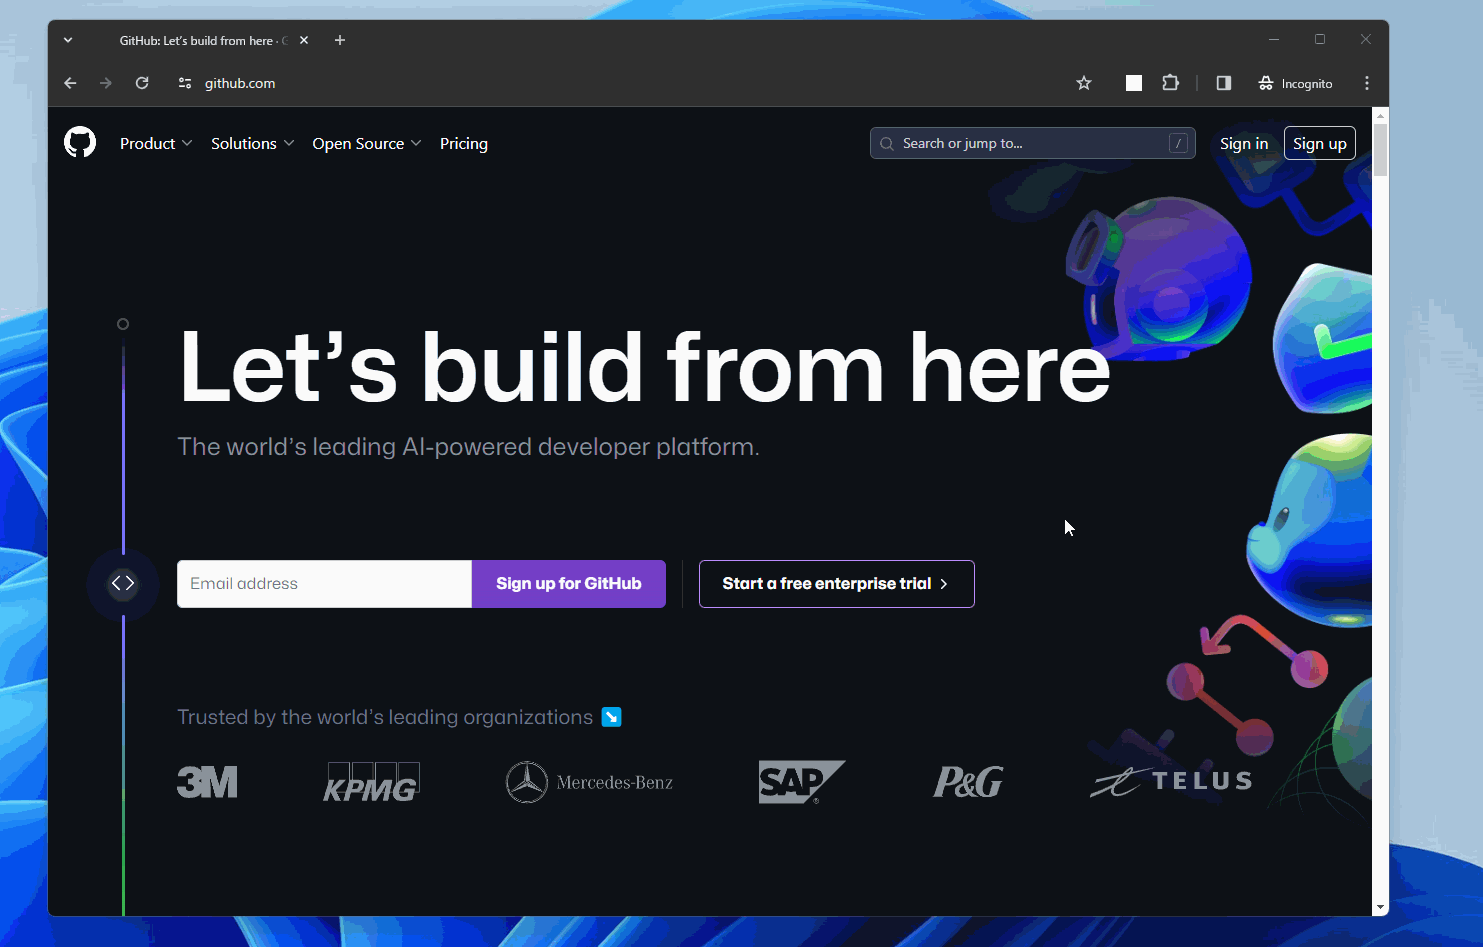 GitHub: Let's build from here ·
github.com
Incognito
Product Solutions Open Source Pricing
Search or jump to... /
Sign in Sign up
Let’s build from here
The world’s leading AI-powered developer platform.
Email address Sign up for GitHub Start a free enterprise trial
Trusted by the world’s leading organizations
3M KPMG Mercedes-Benz SAP P&G TELUS